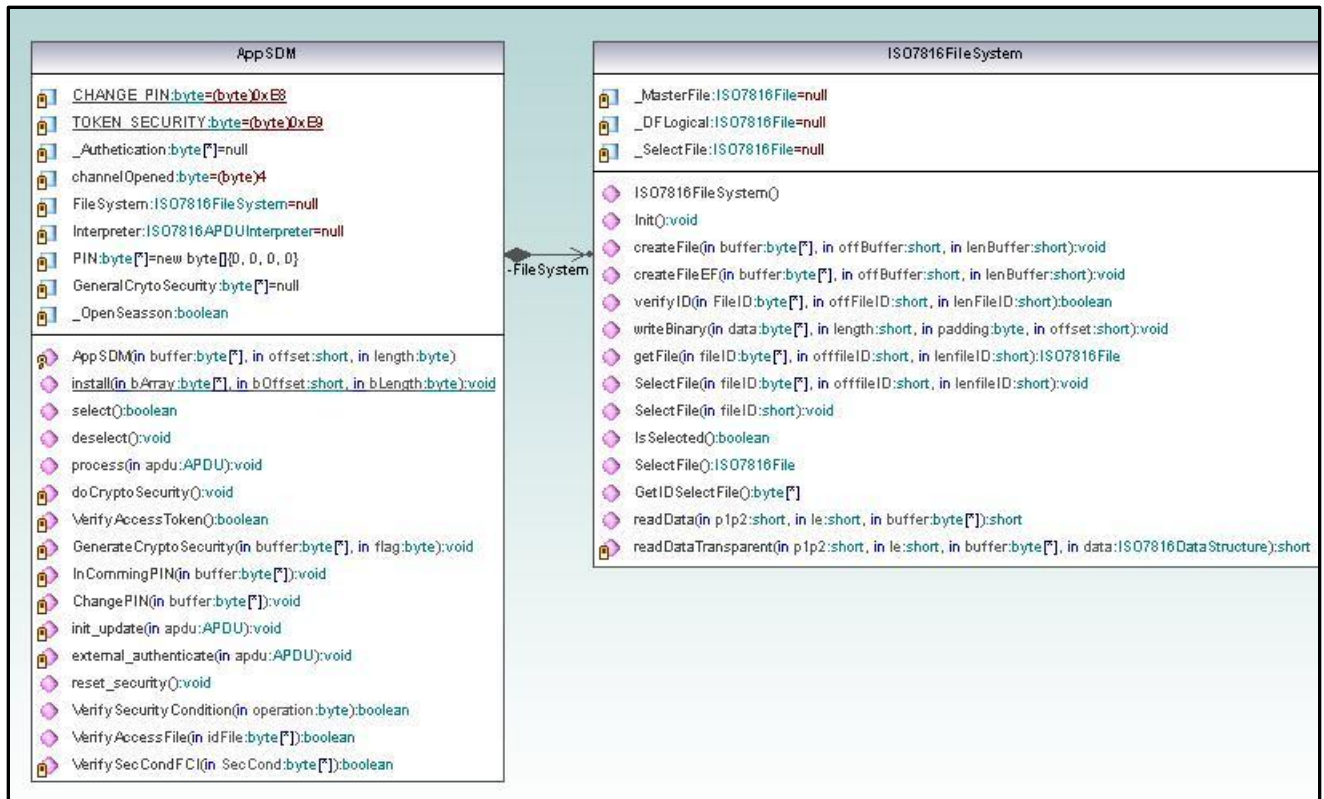 AppSDM
CHANGE_PIN:byte=(byte)0xE8
TOKEN_SECURITY:byte=(byte)0xE9
_Authetication:byte[*]=null
channelOpened:byte=(byte)4
FileSystem:ISO7816FileSystem=null
Interpreter:ISO7816APDUInterpreter=null
PIN:byte[*]=new byte[]{0, 0, 0, 0}
GeneralCrytoSecurity:byte[*]=null
_OpenSeasson:boolean
AppSDM(in buffer:byte[*], in offset:short, in length:byte)
install(in bArray:byte[*], in bOffset:short, in bLength:byte):void
select():boolean
deselect():void
process(in apdu:APDU):void
doCryptoSecurity():void
VerifyAccessToken():boolean
GenerateCryptoSecurity(in buffer:byte[*], in flag:byte):void
InCommingPIN(in buffer:byte[*]):void
ChangePIN(in buffer:byte[*]):void
init_update(in apdu:APDU):void
external_authenticate(in apdu:APDU):void
reset_security():void
VerifySecurityCondition(in operation:byte):boolean
VerifyAccessFile(in idFile:byte[*]):boolean
VerifySecCondFCI(in SecCond:byte[*]):boolean
-FileSystem
ISO7816FileSystem
_MasterFile:ISO7816File=null
_DFLogical:ISO7816File=null
_SelectFile:ISO7816File=null
ISO7816FileSystem()
Init():void
createFile(in buffer:byte[*], in offBuffer:short, in lenBuffer:short):void
createFileEF(in buffer:byte[*], in offBuffer:short, in lenBuffer:short):void
verifyID(in FileID:byte[*], in offFileID:short, in lenFileID:short):boolean
writeBinary(in data:byte[*], in length:short, in padding:byte, in offset:short):void
getFile(in fileID:byte[*], in offfileID:short, in lenfileID:short):ISO7816File
SelectFile(in fileID:byte[*], in offfileID:short, in lenfileID:short):void
SelectFile(in fileID:short):void
IsSelected():boolean
SelectFile():ISO7816File
GetIDSelectFile():byte[*]
readData(in p1p2:short, in le:short, in buffer:byte[*]):short
readDataTransparent(in p1p2:short, in le:short, in buffer:byte[*], in data:ISO7816DataStructure):short